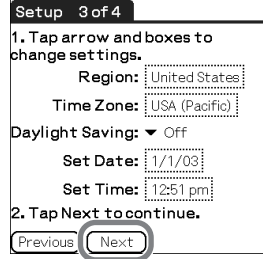 Setup 3 of 4
1. Tap arrow and boxes to
change settings.
Region: United States
Time Zone: USA (Pacific)
Daylight Saving: Off
Set Date: 1/1/03
Set Time: 12:51 pm
2. Tap Next to continue.
Previous Next